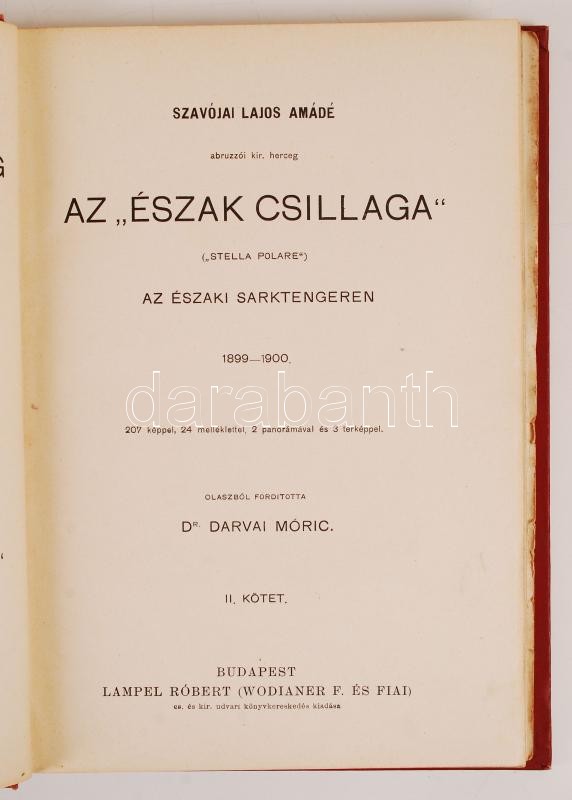 SZAVÓJAI LAJOS AMÁDÉ
abruzzói kir. herceg
AZ „ÉSZAK CSILLAGA“
(„STELLA POLARE“)
AZ ÉSZAKI SARKTENGEREN
1899—1900.
darabanth
207 képpel, 24 melléklettel, 2 panorámával és 3 térképpel.
OLASZBÓL FORDITOTTA
DR. DARVAI MÓRIC.
II. KÖTET.
BUDAPEST
LAMPEL RÓBERT (WODIANER F. ÉS FIAI)
cs. és kir. udvari könyvkereskedés kiadása